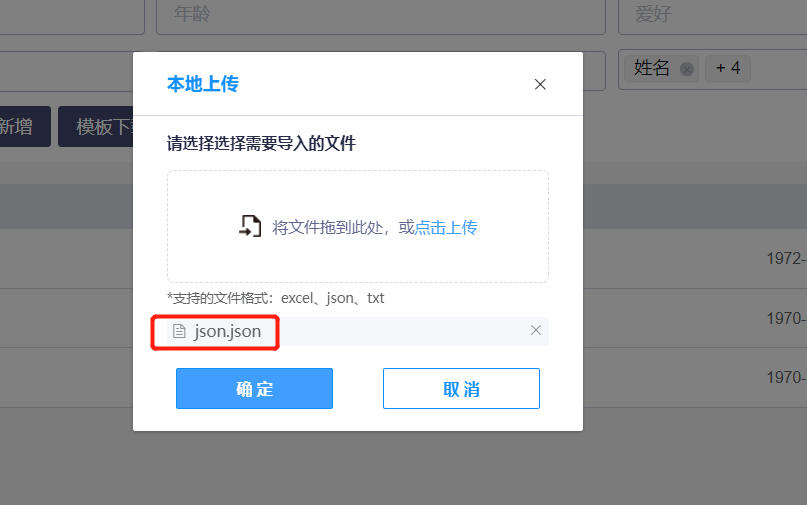 年龄
爱好
姓名
+ 4
本地上传
新增
模板下
请选择选择需要导入的文件
将文件拖到此处，或点击上传
1972-
*支持的文件格式：excel、json、txt
1970-
json.json
1970-
确 定
取 消